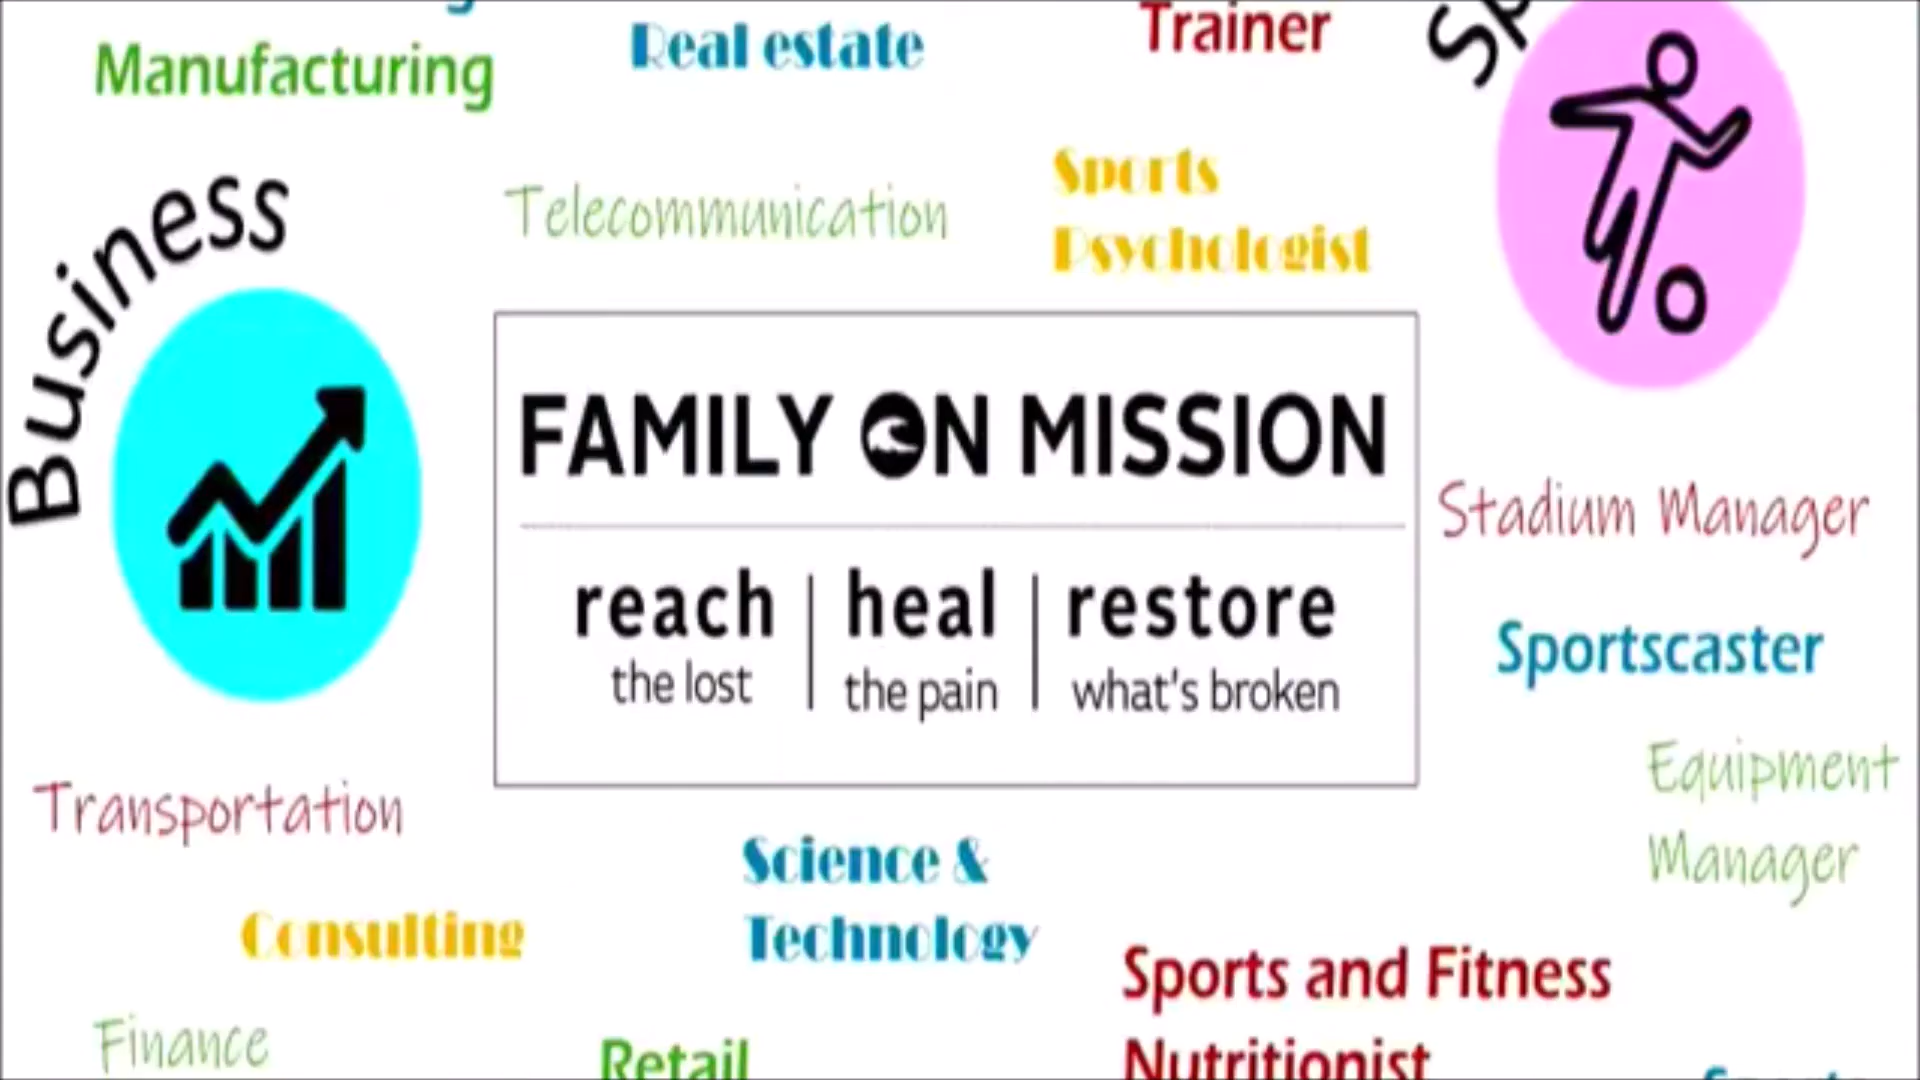 Manufacturing
Real estate
Trainer
Telecommunication
Sports
Psychologist
Business
FAMILY ON MISSION
reach
the lost
heal
the pain
restore
what's broken
Stadium Manager
Sportscaster
Equipment
Manager
Transportation
Science &
Technology
Consulting
Sports and Fitness
Nutritionist
Finance
Retail